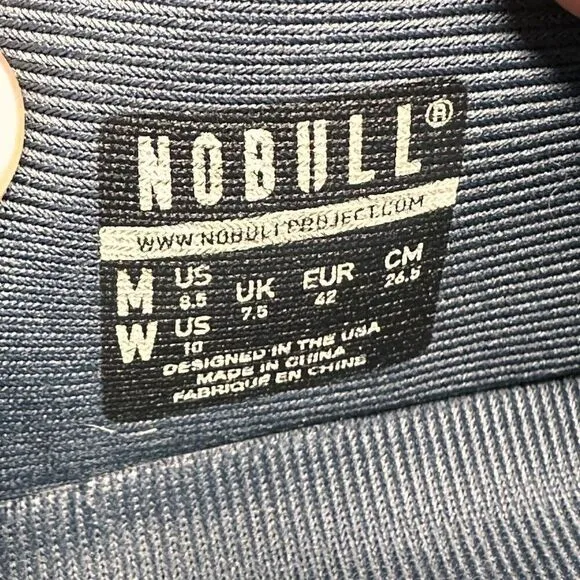 NOBULL®
WWW.NOBULLPROJECT.COM
M US UK EUR CM
8.5 7.5 42 26.5
W US
10
DESIGNED IN THE USA
MADE IN CHINA
FABRIQUE EN CHINE